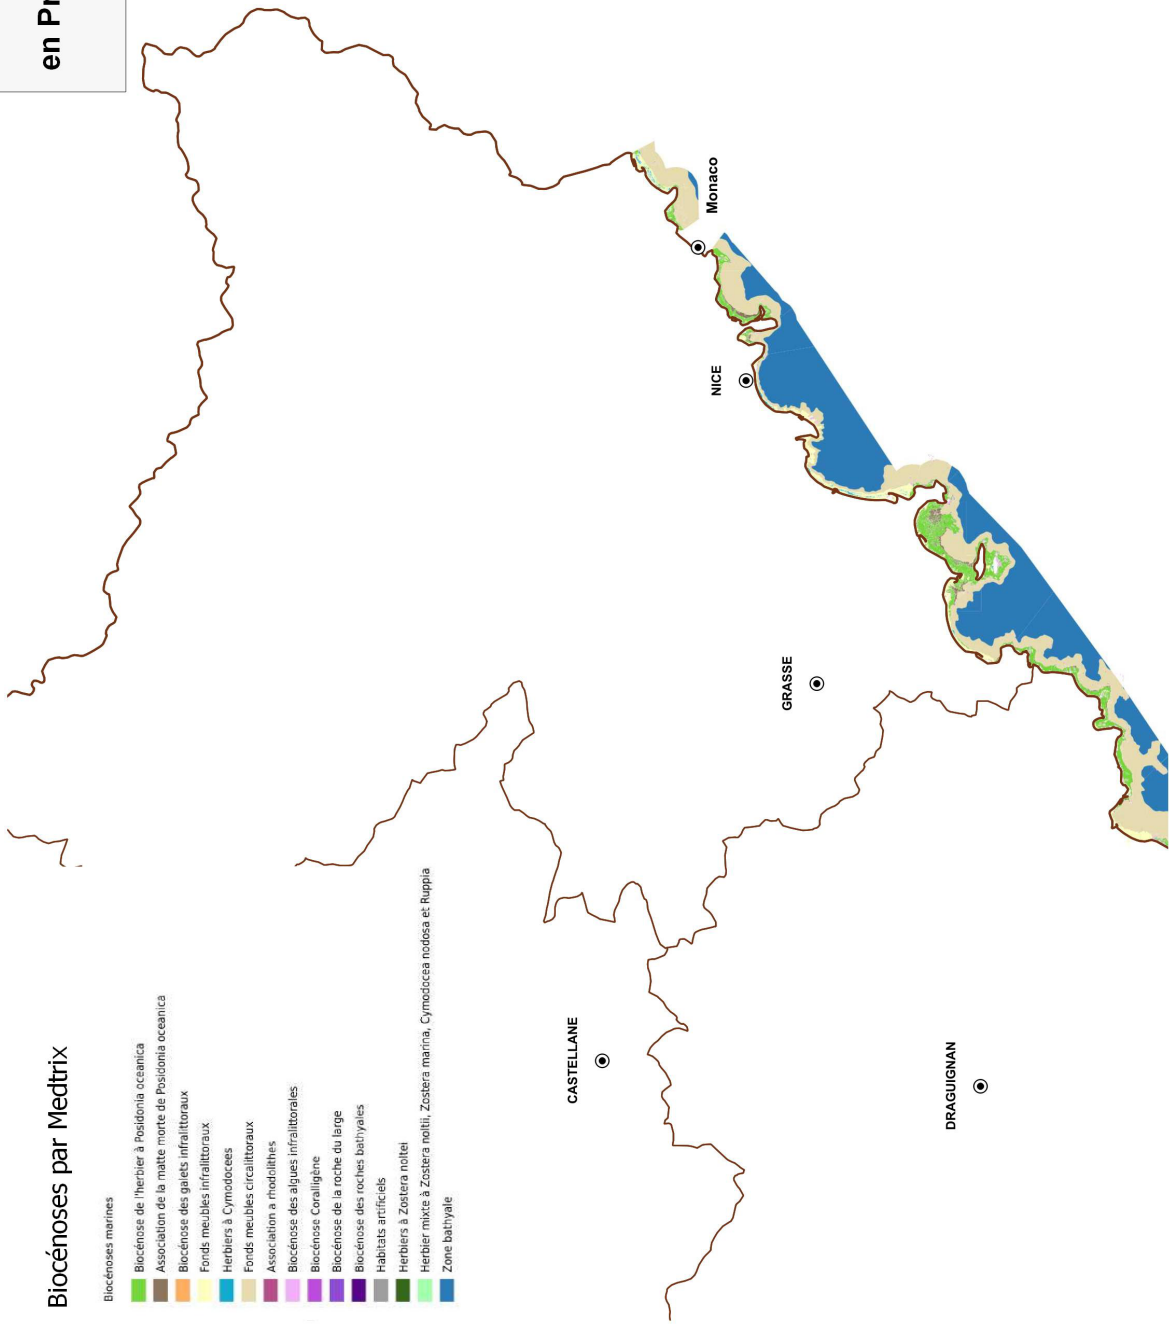 en Pr
Biocénoses par Medtrix
Biocénoses marines
Biocénose de l'herbier à Posidonia oceanica
Association de la matte morte de Posidonia oceanica
Biocénose des galets infralittoraux
Fonds meubles infralittoraux
Herbiers à Cymodocees
Fonds meubles circalittoraux
Association a rhodolithes
Biocénose des algues infralittorales
Biocénose Coralligène
Biocénose de la roche du large
Biocénose des roches bathyales
Habitats artificiels
Herbiers à Zostera noltei
Herbier mixte à Zostera noltii, Zostera marina, Cymodocea nodosa et Ruppia
Zone bathyale
CASTELLANE
DRAGUIGNAN
GRASSE
NICE
Monaco